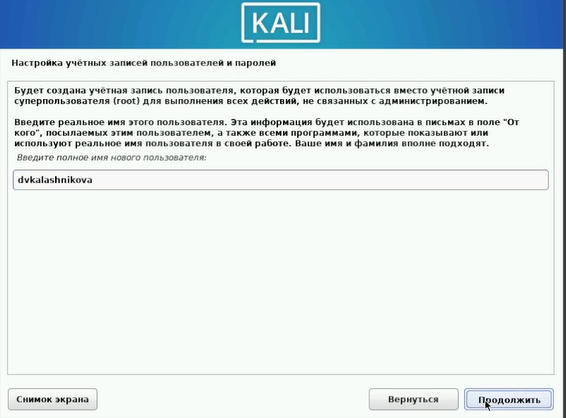 KALI
Настройка учётных записей пользователей и паролей
Будет создана учётная запись пользователя, которая будет использоваться вместо учётной записи
суперпользователя (root) для выполнения всех действий, не связанных с администрированием.
Введите реальное имя этого пользователя. Эта информация будет использована в письмах в поле "От
кого", посылаемых этим пользователем, а также всеми программами, которые показывают или
используют реальное имя пользователя в своей работе. Ваше имя и фамилия вполне подходят.
Введите полное имя нового пользователя:
dvkalashnikova
Снимок экрана
Вернуться
Продолжить